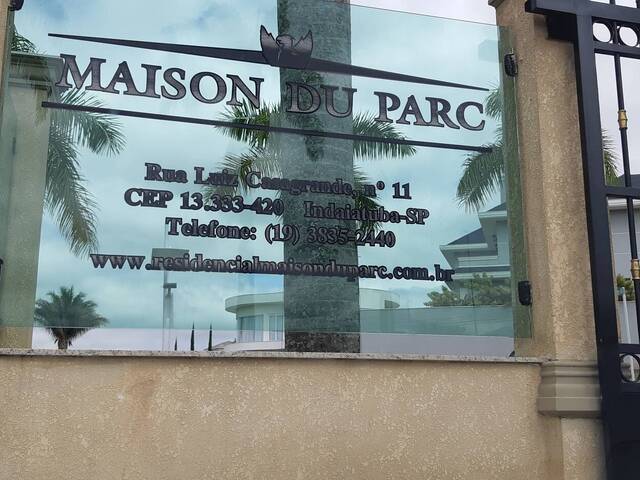 MAISON DU PARC
Rua Luiz Casagrande, nº 11
CEP 13.333-420 Indaiatuba-SP
Telefone: (19) 3835-2440
www.residencialmaisonduparc.com.br